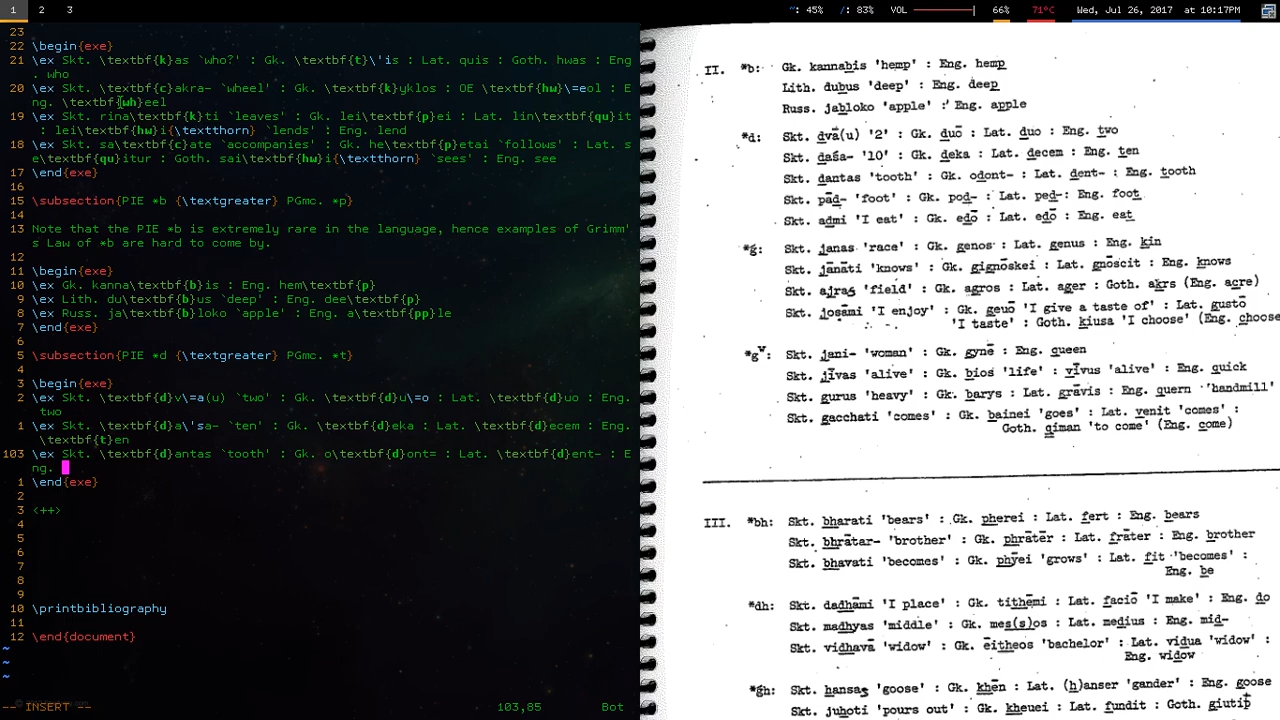 1 2 3 ~: 45% /: 83% VOL 66% 71°C Wed, Jul 26, 2017 at 10:17PM
23
22 \begin{exe}
21 \ex Skt. \textbf{k}as `who?' : Gk. \textbf{t}\'is : Lat. quis : Goth. hwas : Eng
. who
20 \ex Skt. \textbf{c}akra- `wheel' : Gk. \textbf{k}yklos : OE \textbf{hw}\=eol : E
ng. \textbf{wh}eel
19 \ex Skt. rina\textbf{k}ti `leaves' : Gk. lei\textbf{p}ei : Lat. lin\textbf{qu}it
: lei\textbf{hw}i{\textthorn} `lends' : Eng. lend
18 \ex Skt. sa\textbf{c}ate `accompanies' : Gk. he\textbf{p}etai `follows' : Lat. s
e\textbf{qu}itur : Goth. sai\textbf{hw}i{\textthorn} `sees' : Eng. see
17 \end{exe}
16
15 \subsection{PIE *b {\textgreater} PGmc. *p}
14
13 Note that the PIE *b is extremely rare in the language, hence examples of Grimm'
s Law of *b are hard to come by.
12
11 \begin{exe}
10 \ex Gk. kanna\textbf{b}is : Eng. hem\textbf{p}
9 \ex Lith. du\textbf{b}us `deep' : Eng. dee\textbf{p}
8 \ex Russ. ja\textbf{b}loko `apple' : Eng. a\textbf{pp}le
7 \end{exe}
6
5 \subsection{PIE *d {\textgreater} PGmc. *t}
4
3 \begin{exe}
2 \ex Skt. \textbf{d}v\=a(u) `two' : Gk. \textbf{d}u\=o : Lat. \textbf{d}uo : Eng.
two
1 \ex Skt. \textbf{d}a\'sa- `ten' : Gk. \textbf{d}eka : Lat. \textbf{d}ecem : Eng.
\textbf{t}en
103 \ex Skt. \textbf{d}antas `tooth' : Gk. o\textbf{d}ont= : Lat. \textbf{d}ent- : E
ng.
1 \end{exe}
2
3 <++>
4
5
6
7
8
9
10 \printbibliography
11
12 \end{document}
~
~
~
-- INSERT -- 103,85 Bot
II. *b: Gk. kannabis 'hemp' : Eng. hemp
Lith. dubus 'deep' : Eng. deep
Russ. jabloko 'apple' : Eng. apple
*d: Skt. dvā(u) '2' : Gk. duō : Lat. duo : Eng. two
Skt. daśa- '10' : Gk. deka : Lat. decem : Eng. ten
Skt. dantas 'tooth' : Gk. odont- : Lat. dent- : Eng. tooth
Skt. pād- 'foot' : Gk. pod- : Lat. ped- : Eng. foot
Skt. admi 'I eat' : Gk. edō : Lat. edō : Eng. eat
*g: Skt. janas 'race' : Gk. genos : Lat. genus : Eng. kin
Skt. jānāti 'knows' : Gk. gignōskei : Lat. gnōscit : Eng. knows
Skt. ajras 'field' : Gk. agros : Lat. ager : Goth. akrs (Eng. acre)
Skt. josāmi 'I enjoy' : Gk. geuō 'I give a taste of' : Lat. gustō
'I taste' : Goth. kiusa 'I choose' (Eng. choose
*gʷ: Skt. jani- 'woman' : Gk. gynē : Eng. queen
Skt. jīvas 'alive' : Gk. bios 'life' : vīvus 'alive' : Eng. quick
Skt. gurus 'heavy' : Gk. barys : Lat. grāvis : Eng. quern 'handmill'
Skt. gacchati 'comes' : Gk. bainei 'goes' : Lat. venit 'comes' :
Goth. qiman 'to come' (Eng. come)
III. *bh: Skt. bharati 'bears' : Gk. pherei : Lat. fert : Eng. bears
Skt. bhrātar- 'brother' : Gk. phrātēr : Lat. frāter : Eng. brother
Skt. bhavati 'becomes' : Gk. phȳei 'grows' : Lat. fit 'becomes' :
Eng. be
*dh: Skt. dadhāmi 'I place' : Gk. tithēmi : Lat. faciō 'I make' : Eng. do
Skt. madhyas 'middle' : Gk. mes(s)os : Lat. medius : Eng. mid-
Skt. vidhavā 'widow' : Gk. ēitheos 'bachelor' : Lat. vidua 'widow' :
Eng. widow
*gh: Skt. hansas 'goose' : Gk. khēn : Lat. (h)anser 'gander' : Eng. goose
Skt. juhoti 'pours out' : Gk. kheuei : Lat. fundit : Goth. giutiþ